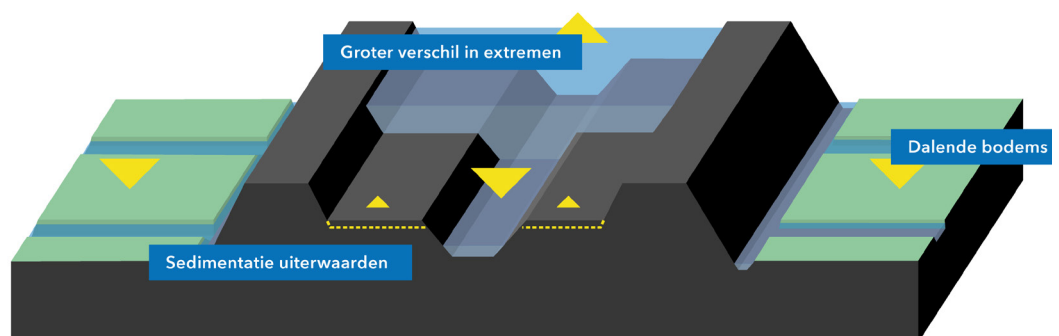 Groter verschil in extremen
Dalende bodems
Sedimentatie uiterwaarden